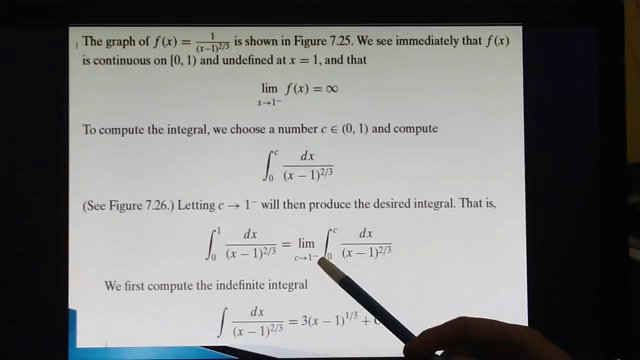 The graph of f(x) = 1/(x−1)^{2/3} is shown in Figure 7.25. We see immediately that f(x)
is continuous on [0, 1) and undefined at x = 1, and that
lim_{x→1⁻} f(x) = ∞
To compute the integral, we choose a number c ∈ (0, 1) and compute
∫_0^c dx/(x − 1)^{2/3}
(See Figure 7.26.) Letting c → 1⁻ will then produce the desired integral. That is,
∫_0^1 dx/(x − 1)^{2/3} = lim_{c→1⁻} ∫_0^c dx/(x − 1)^{2/3}
We first compute the indefinite integral
∫ dx/(x − 1)^{2/3} = 3(x − 1)^{1/3} +